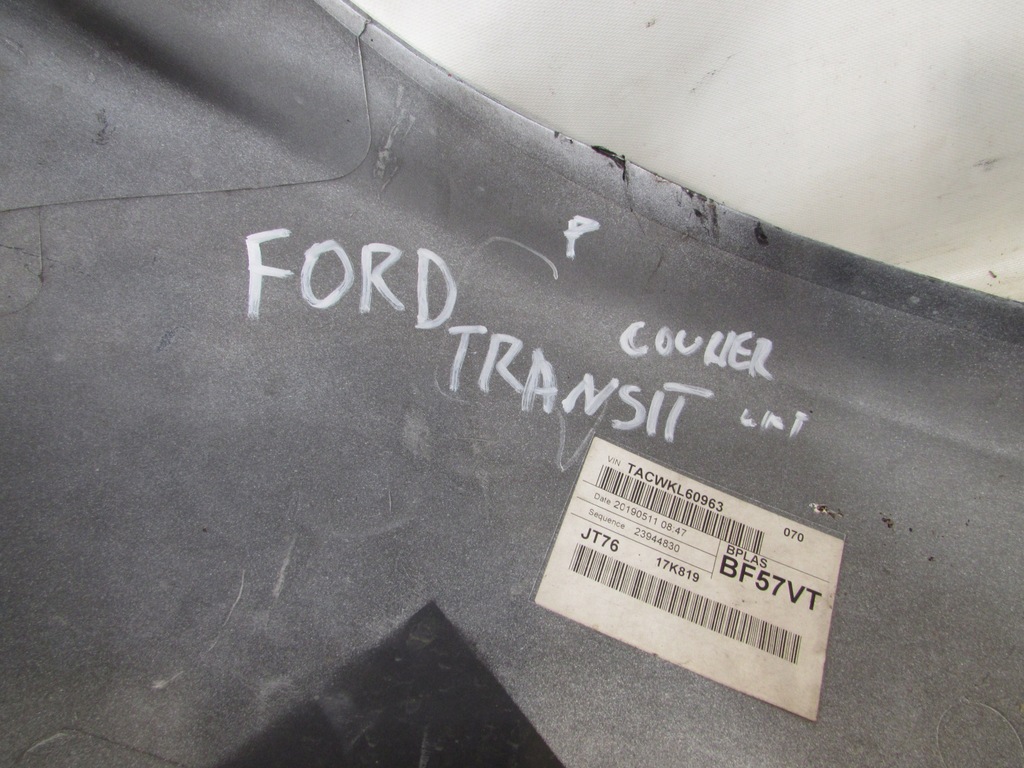 P
FORD
COURIER
TRANSIT
VIN TACWKL60963
070
Date 20190511 08:47
Sequence 23944830
BPLAS
BF57VT
JT76 17K819